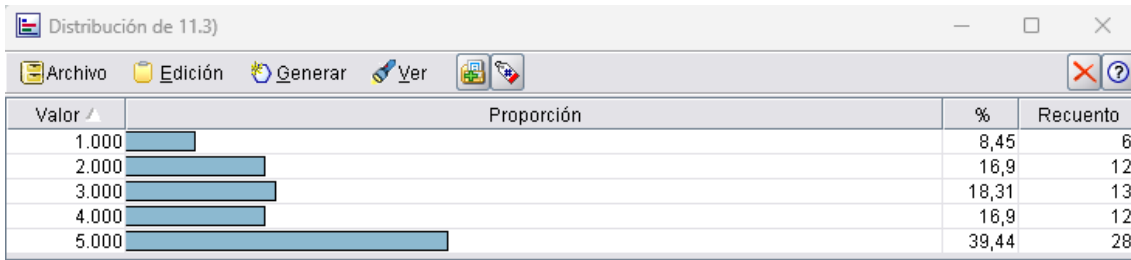 Distribución de 11.3)
Archivo Edición Generar Ver
Valor Proporción % Recuento
1.000 8,45 6
2.000 16,9 12
3.000 18,31 13
4.000 16,9 12
5.000 39,44 28